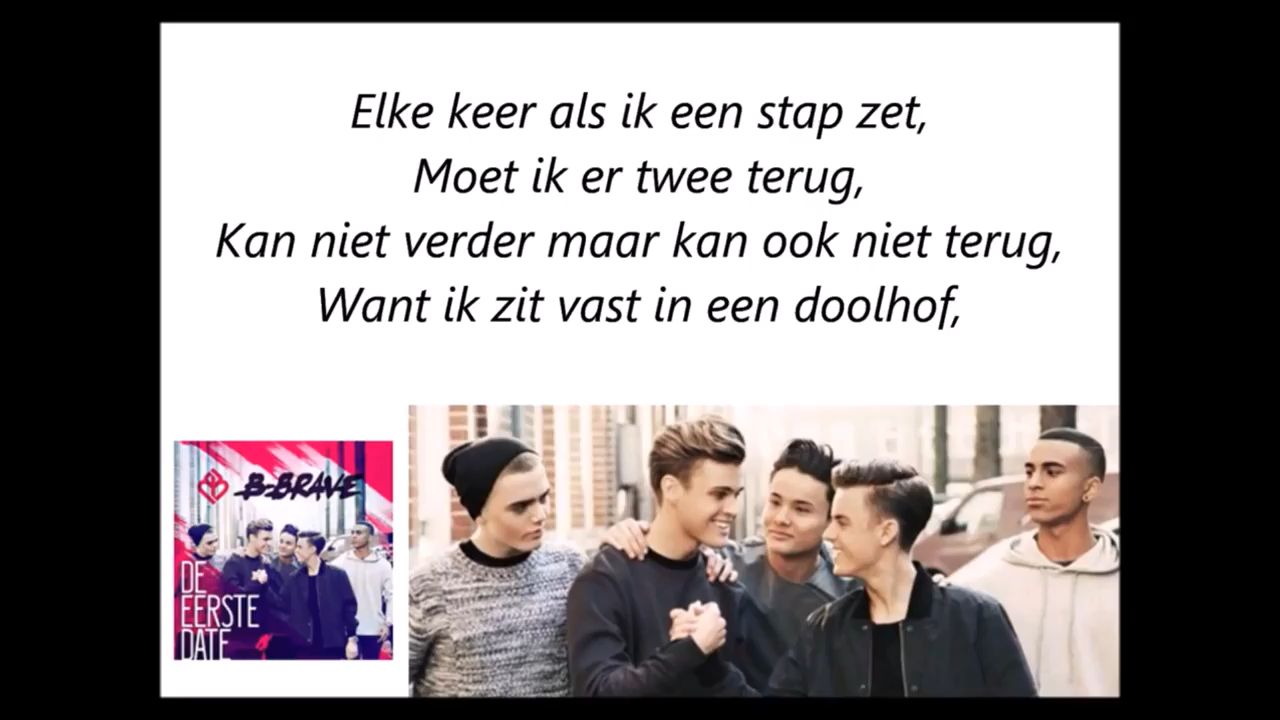 Elke keer als ik een stap zet,
Moet ik er twee terug,
Kan niet verder maar kan ook niet terug,
Want ik zit vast in een doolhof,
B-BRAVE
DE
EERSTE
DATE